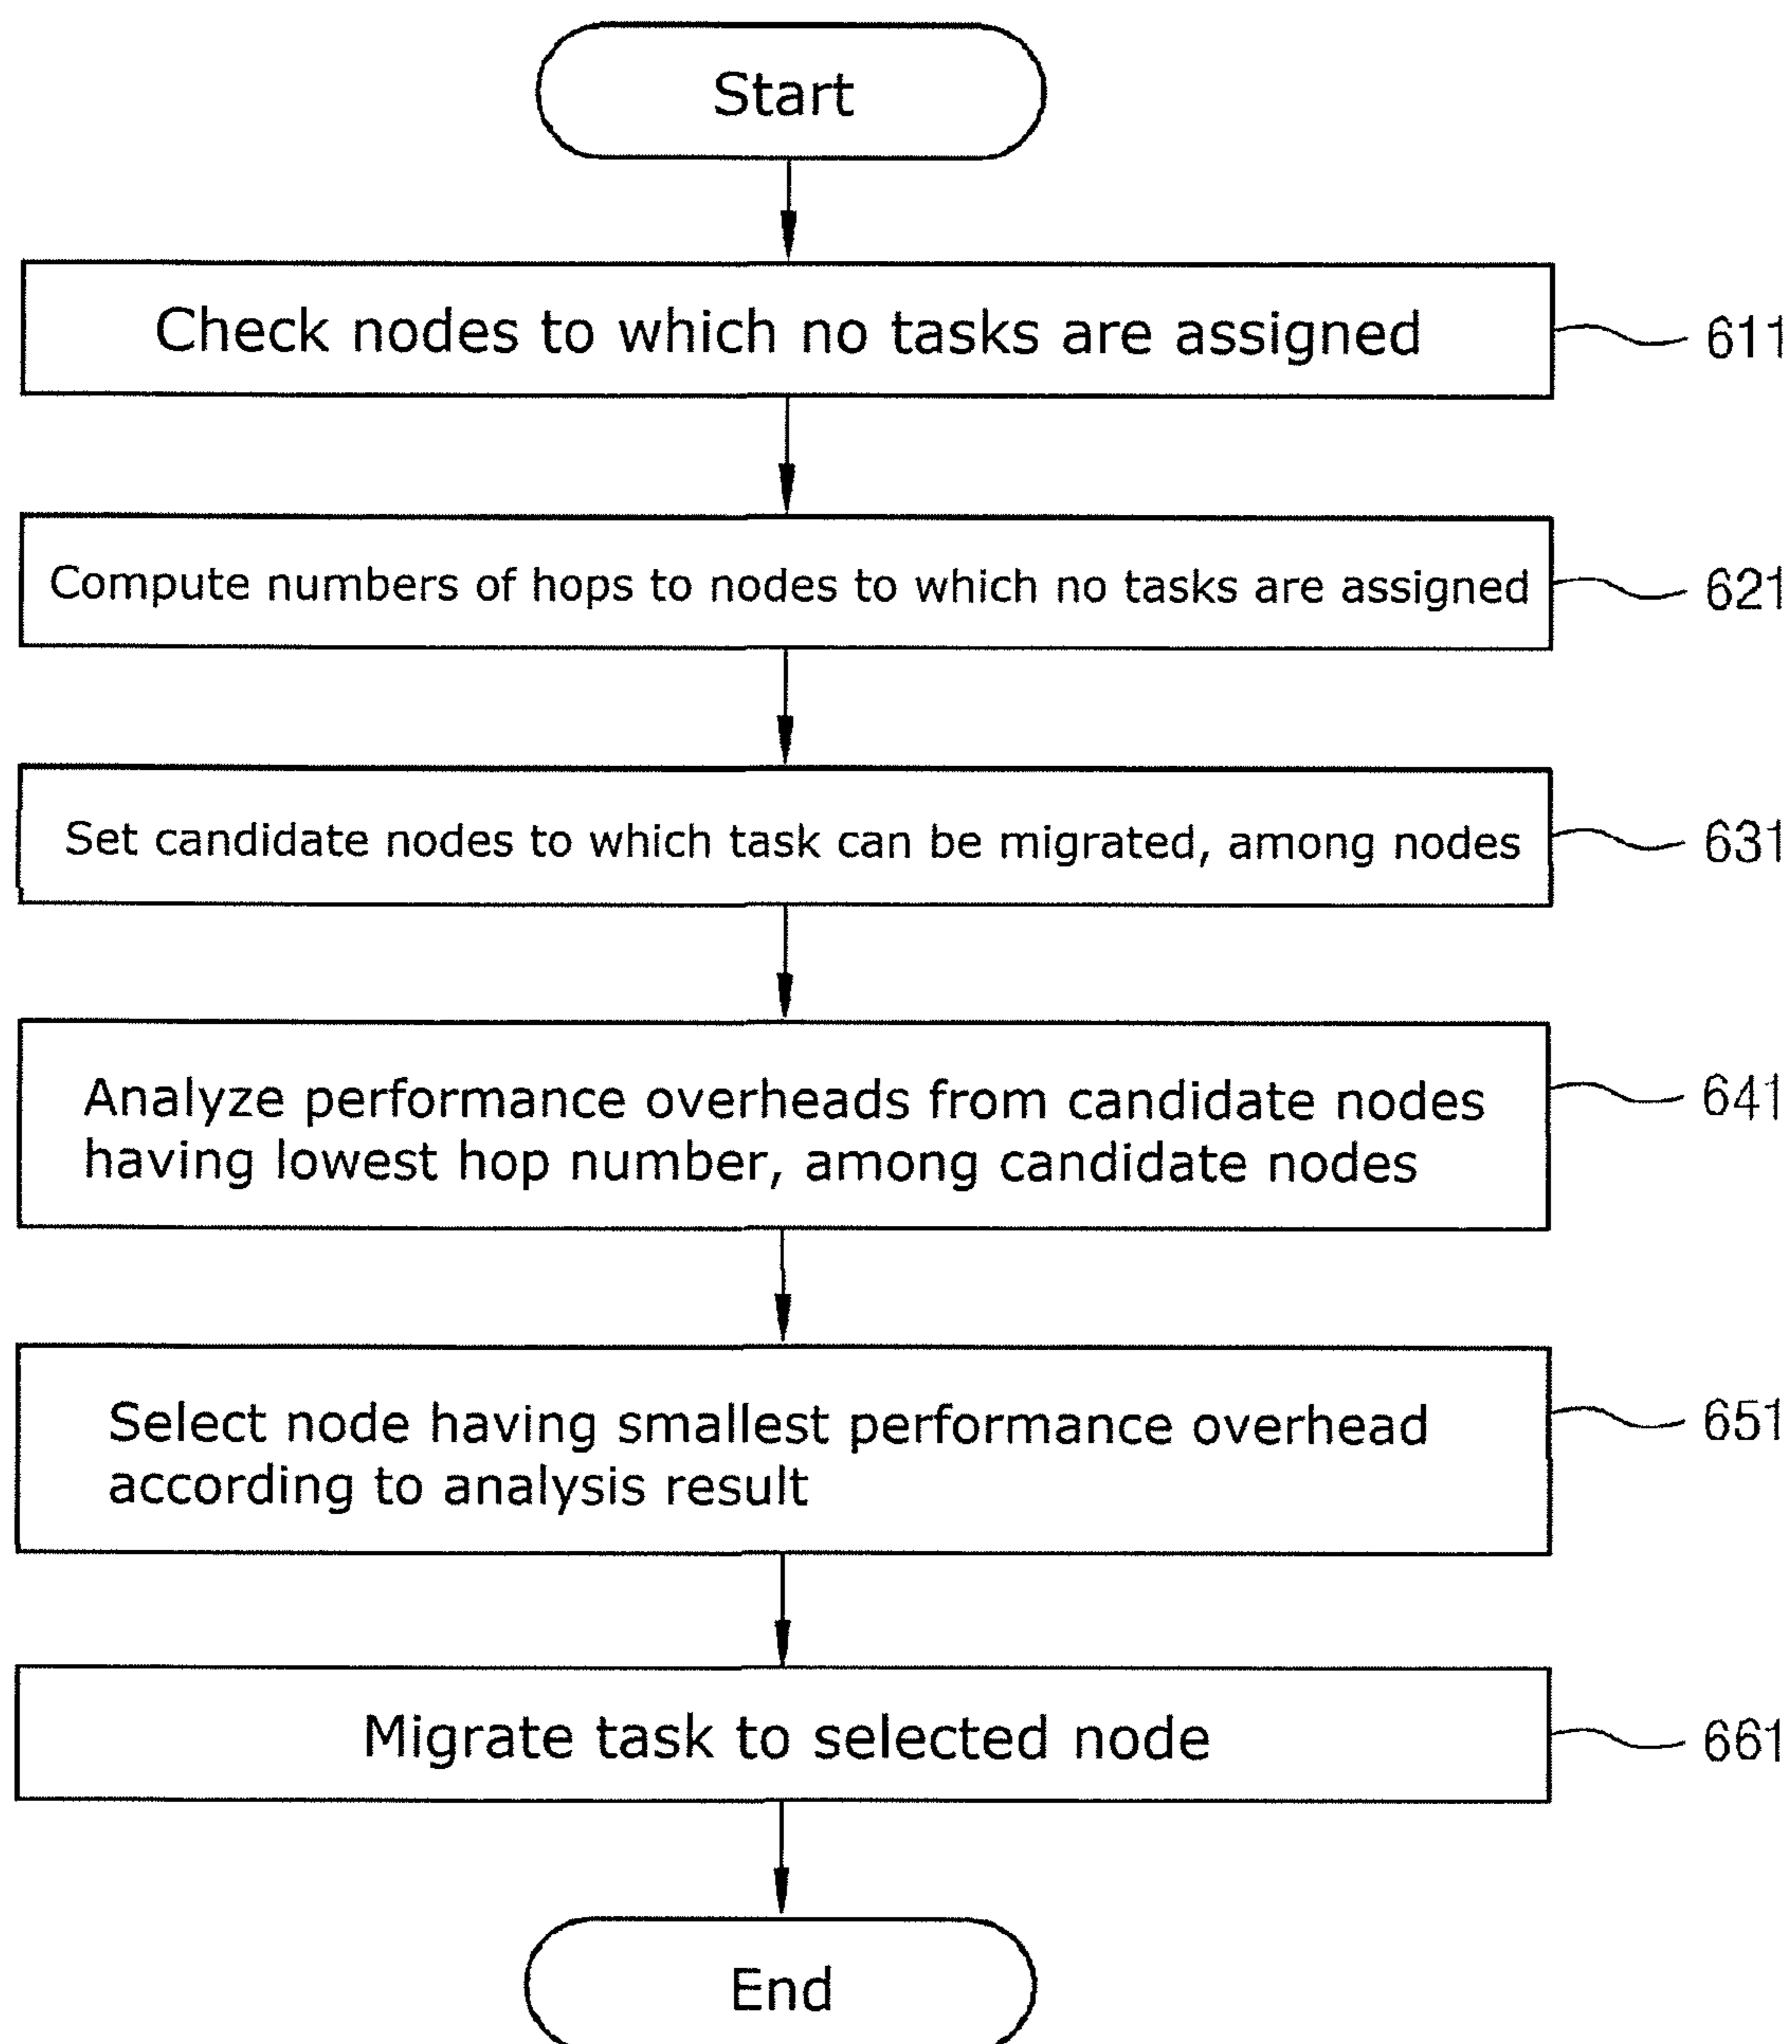 Start
Check nodes to which no tasks are assigned
611
Compute numbers of hops to nodes to which no tasks are assigned
621
Set candidate nodes to which task can be migrated, among nodes
631
Analyze performance overheads from candidate nodes
having lowest hop number, among candidate nodes
641
Select node having smallest performance overhead
according to analysis result
651
Migrate task to selected node
661
End